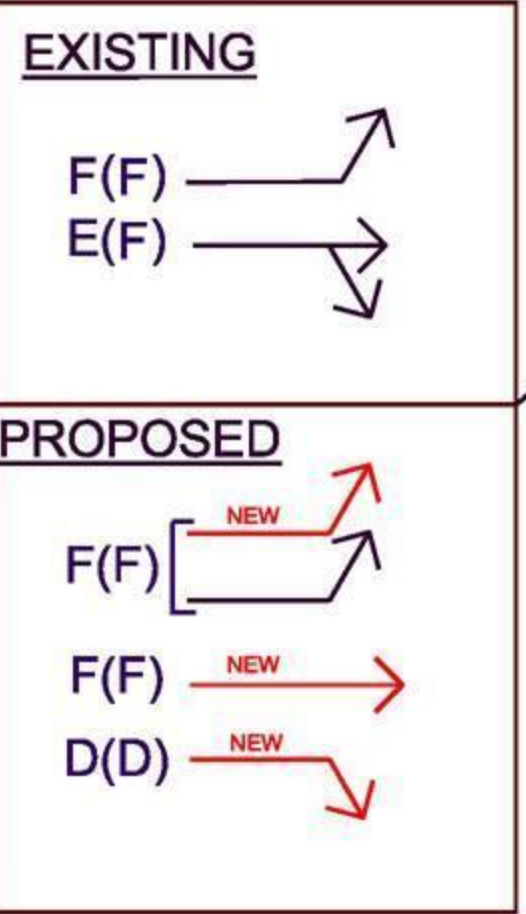 EXISTING
F(F)
E(F)
PROPOSED
NEW
F(F)
NEW
F(F)
NEW
D(D)